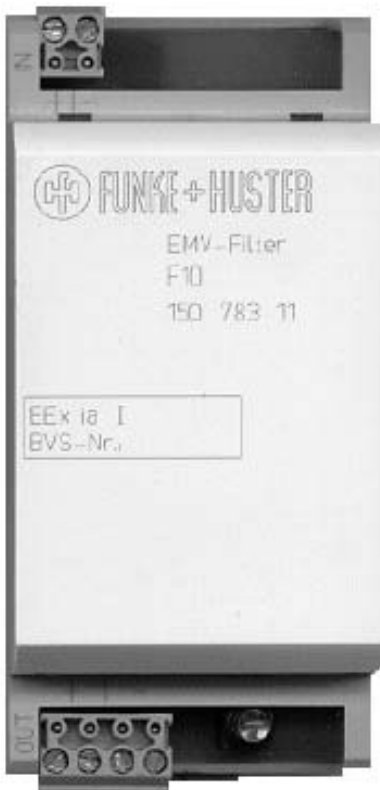 IN
FUNKE+HUSTER
EMV-Filter
F10
150 783 11
EEx ia I
BVS-Nr.:
OUT